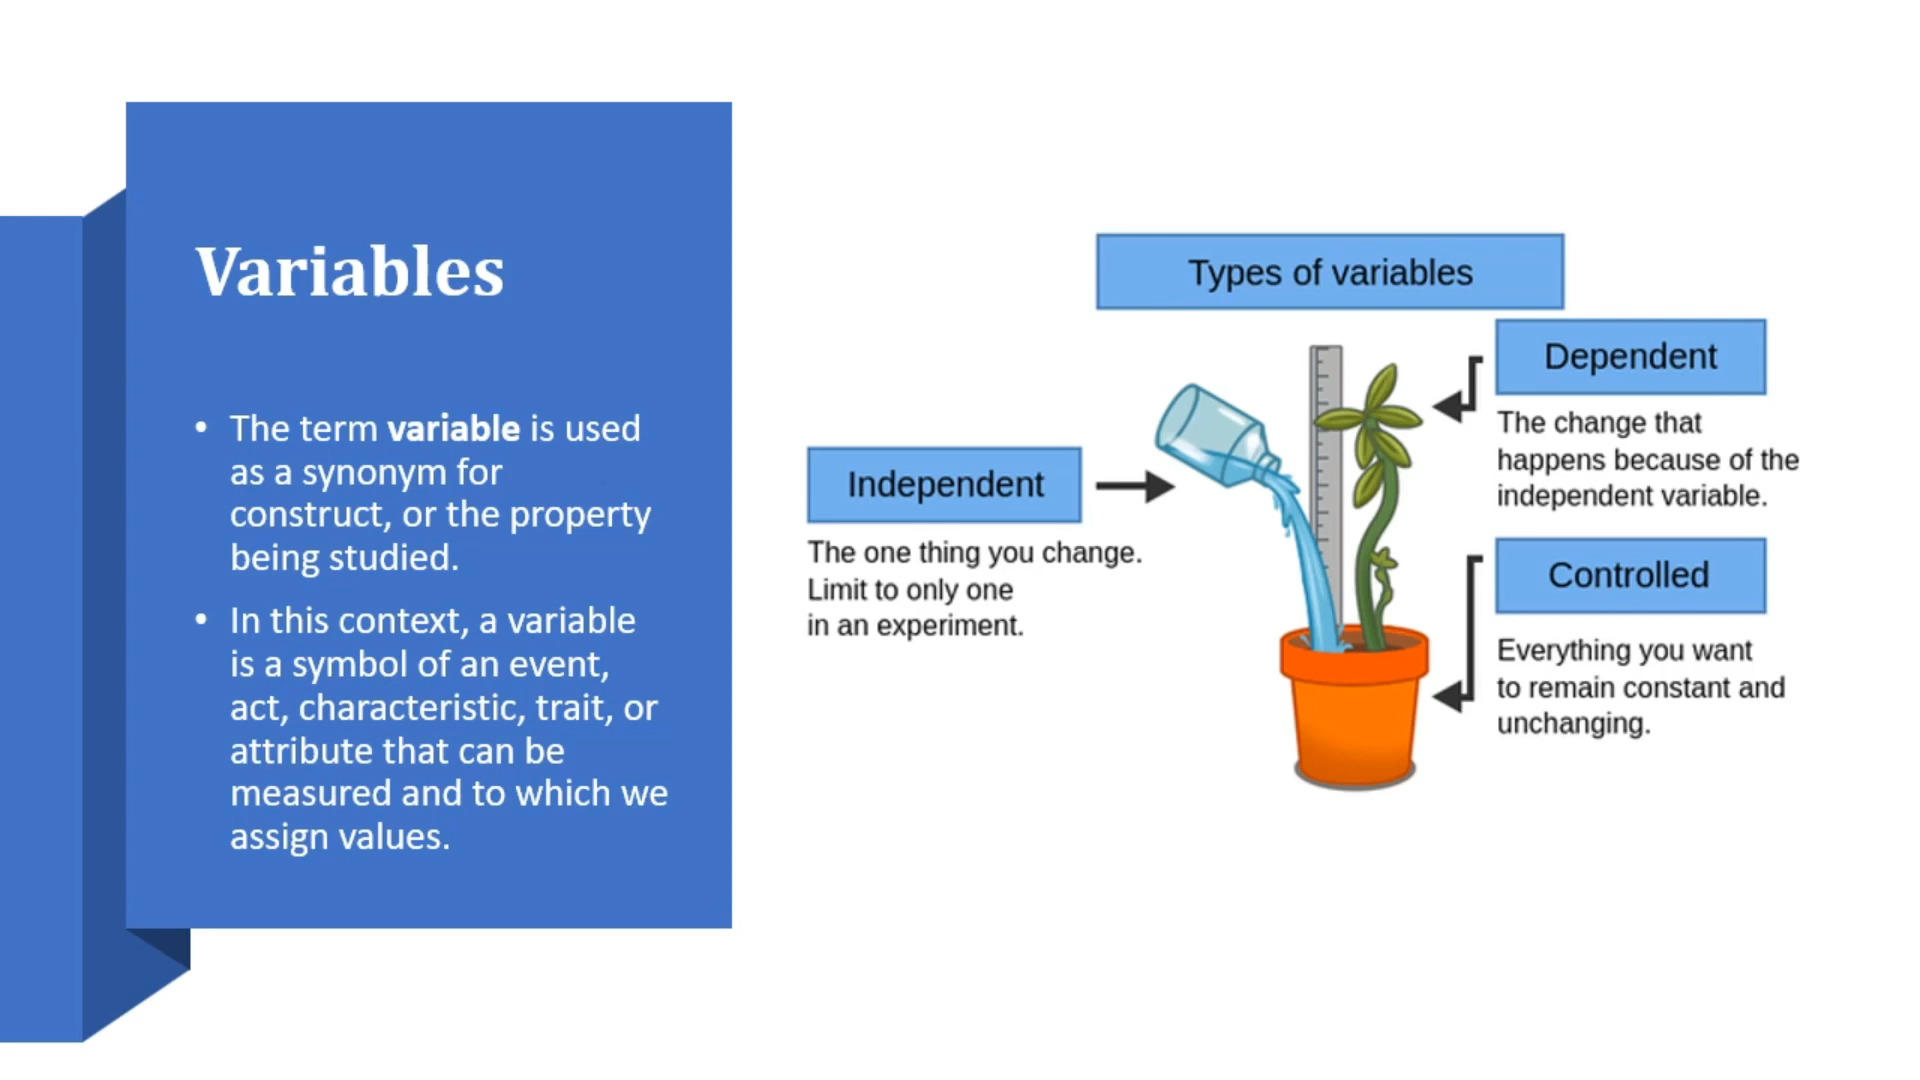 Variables
• The term variable is used
as a synonym for
construct, or the property
being studied.
• In this context, a variable
is a symbol of an event,
act, characteristic, trait, or
attribute that can be
measured and to which we
assign values.
Types of variables
Independent
The one thing you change.
Limit to only one
in an experiment.
Dependent
The change that
happens because of the
independent variable.
Controlled
Everything you want
to remain constant and
unchanging.